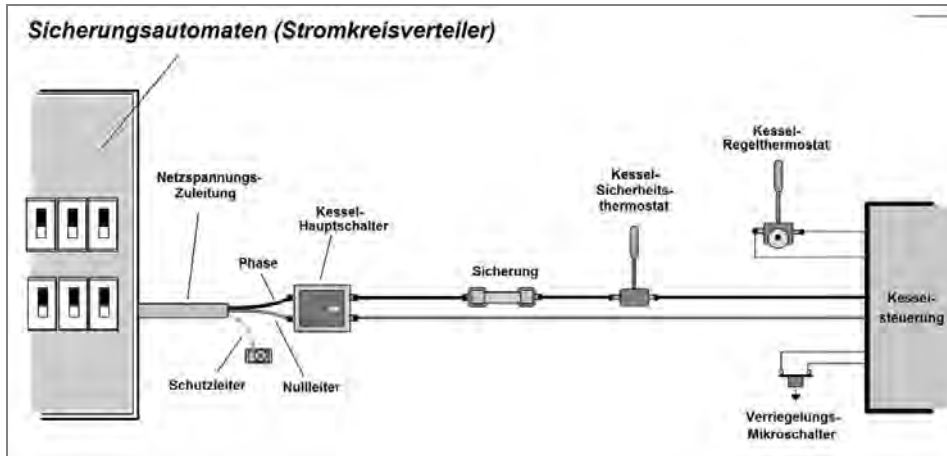 Sicherungsautomaten (Stromkreisverteiler)
Netzspannungs-
Zuleitung
Phase
Schutzleiter
Nullleiter
Kessel-
Hauptschalter
Sicherung
Kessel-
Sicherheits-
thermostat
Kessel-
Regelthermostat
Kessel-
steuerung
Verriegelungs-
Mikroschalter